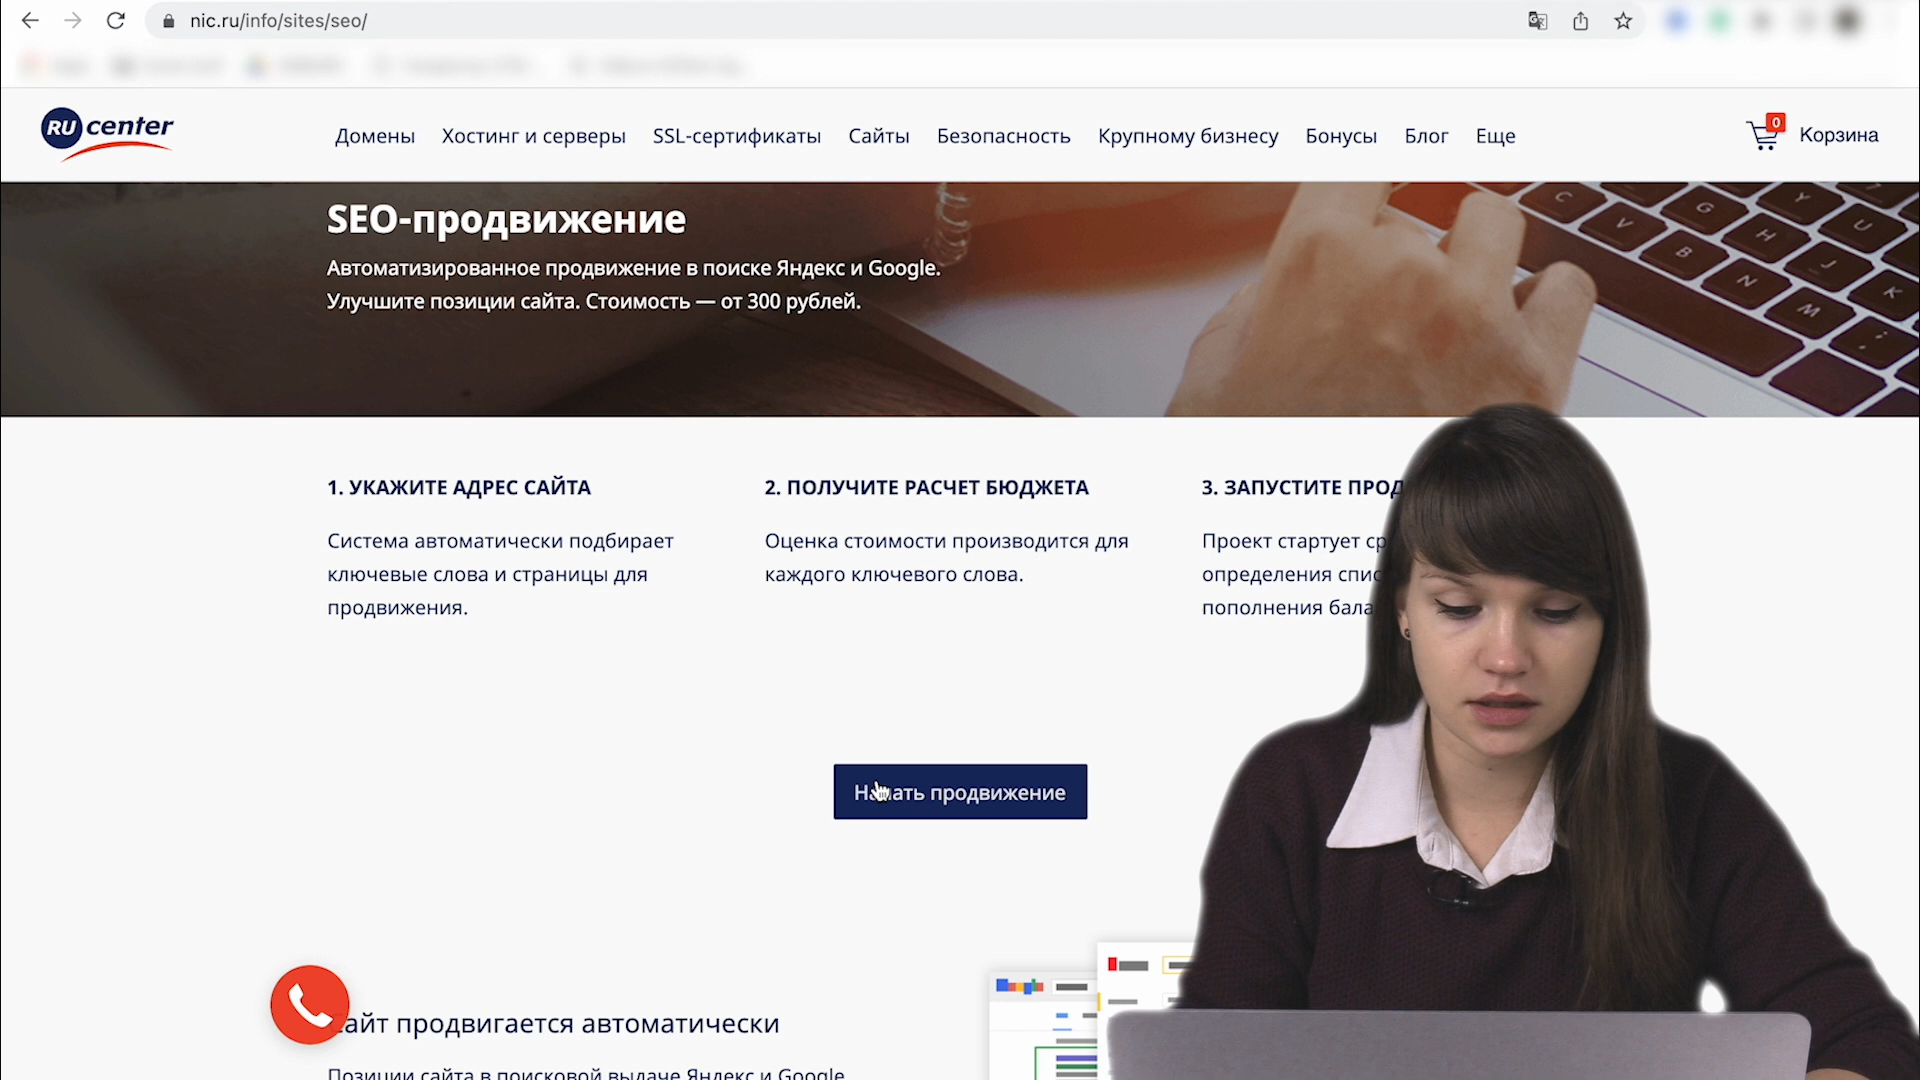 nic.ru/info/sites/seo/
RU center
Домены Хостинг и серверы SSL-сертификаты Сайты Безопасность Крупному бизнесу Бонусы Блог Еще
0 Корзина
SEO-продвижение
Автоматизированное продвижение в поиске Яндекс и Google.
Улучшите позиции сайта. Стоимость — от 300 рублей.
C V B N M G H J K Y U
1. УКАЖИТЕ АДРЕС САЙТА
Система автоматически подбирает
ключевые слова и страницы для
продвижения.
2. ПОЛУЧИТЕ РАСЧЕТ БЮДЖЕТА
Оценка стоимости производится для
каждого ключевого слова.
3. ЗАПУСТИТЕ ПРОД
Проект стартует ср
определения спис
пополнения бала
Начать продвижение
Сайт продвигается автоматически
Позиции сайта в поисковой выдаче Яндекс и Google